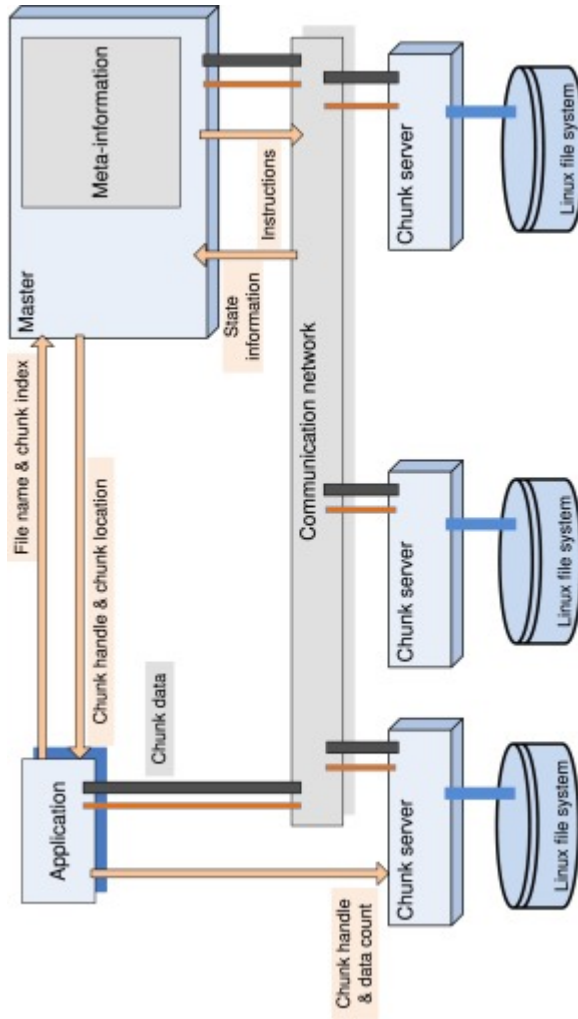 File name & chunk index
Master
Meta-information
Application
Chunk handle & chunk location
State
information
Instructions
Chunk data
Communication network
Chunk handle
& data count
Chunk server
Chunk server
Chunk server
Linux file system
Linux file system
Linux file system